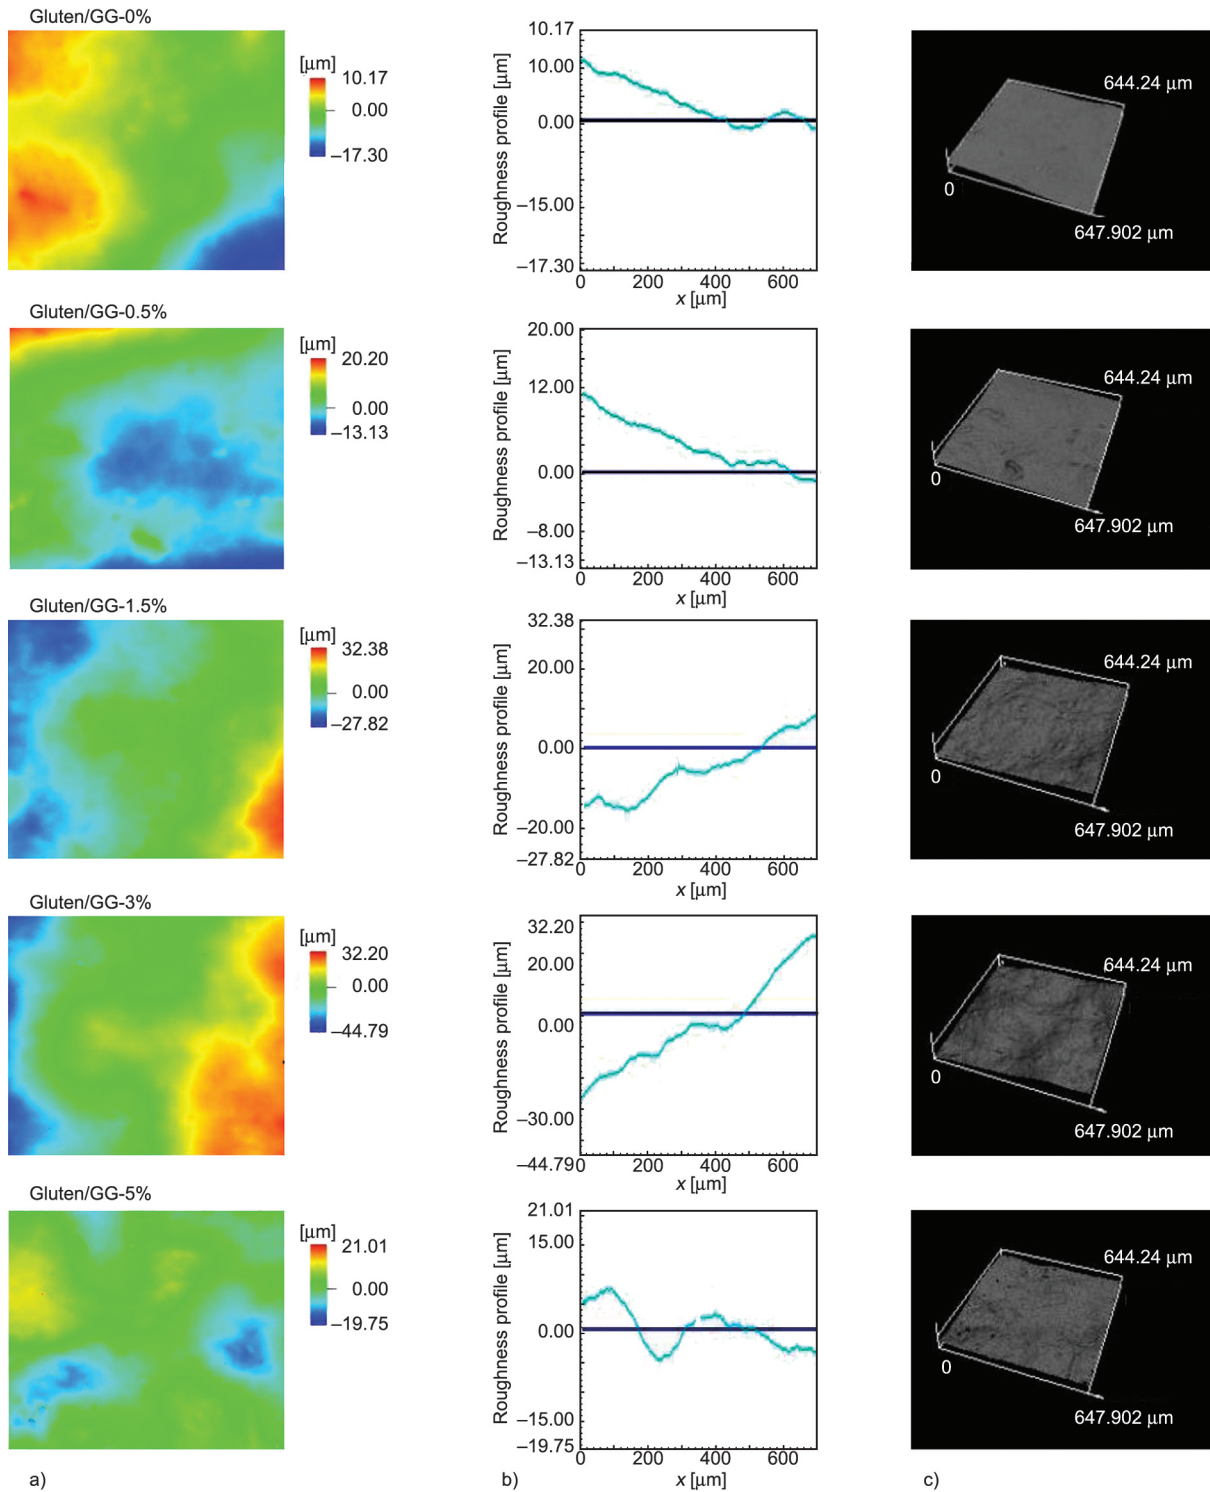 Gluten/GG-0%
[μm]
10.17
0.00
–17.30
Roughness profile [μm]
10.17
10.00
0.00
–15.00
–17.30
0 200 400 600
x [μm]
644.24 μm
0
647.902 μm
Gluten/GG-0.5%
[μm]
20.20
0.00
–13.13
Roughness profile [μm]
20.00
12.00
0.00
–8.00
–13.13
0 200 400 600
x [μm]
644.24 μm
0
647.902 μm
Gluten/GG-1.5%
[μm]
32.38
0.00
–27.82
Roughness profile [μm]
32.38
20.00
0.00
–20.00
–27.82
0 200 400 600
x [μm]
644.24 μm
0
647.902 μm
Gluten/GG-3%
[μm]
32.20
0.00
–44.79
Roughness profile [μm]
32.20
20.00
0.00
–30.00
–44.79
0 200 400 600
x [μm]
644.24 μm
0
647.902 μm
Gluten/GG-5%
[μm]
21.01
0.00
–19.75
Roughness profile [μm]
21.01
15.00
0.00
–15.00
–19.75
0 200 400 600
x [μm]
644.24 μm
0
647.902 μm
a) b) c)